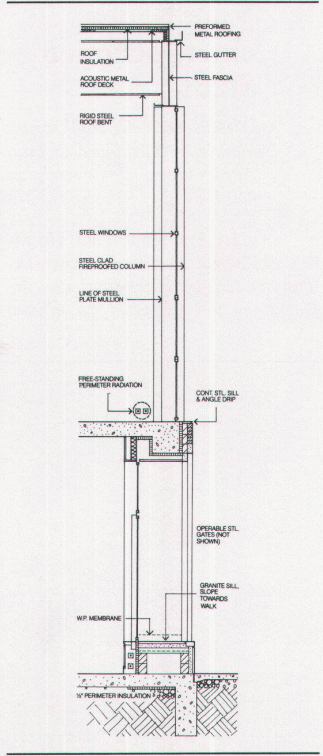 PREFORMED
METAL ROOFING
ROOF
INSULATION
STEEL GUTTER
ACOUSTIC METAL
ROOF DECK
STEEL FASCIA
RIGID STEEL
ROOF BENT
STEEL WINDOWS
STEEL CLAD
FIREPROOFED COLUMN
LINE OF STEEL
PLATE MULLION
FREE-STANDING
PERIMETER RADIATION
CONT. STL. SILL
& ANGLE DRIP
OPERABLE STL.
GATES (NOT
SHOWN)
GRANITE SILL,
SLOPE
TOWARDS
WALK
W.P. MEMBRANE
½" PERIMETER INSULATION